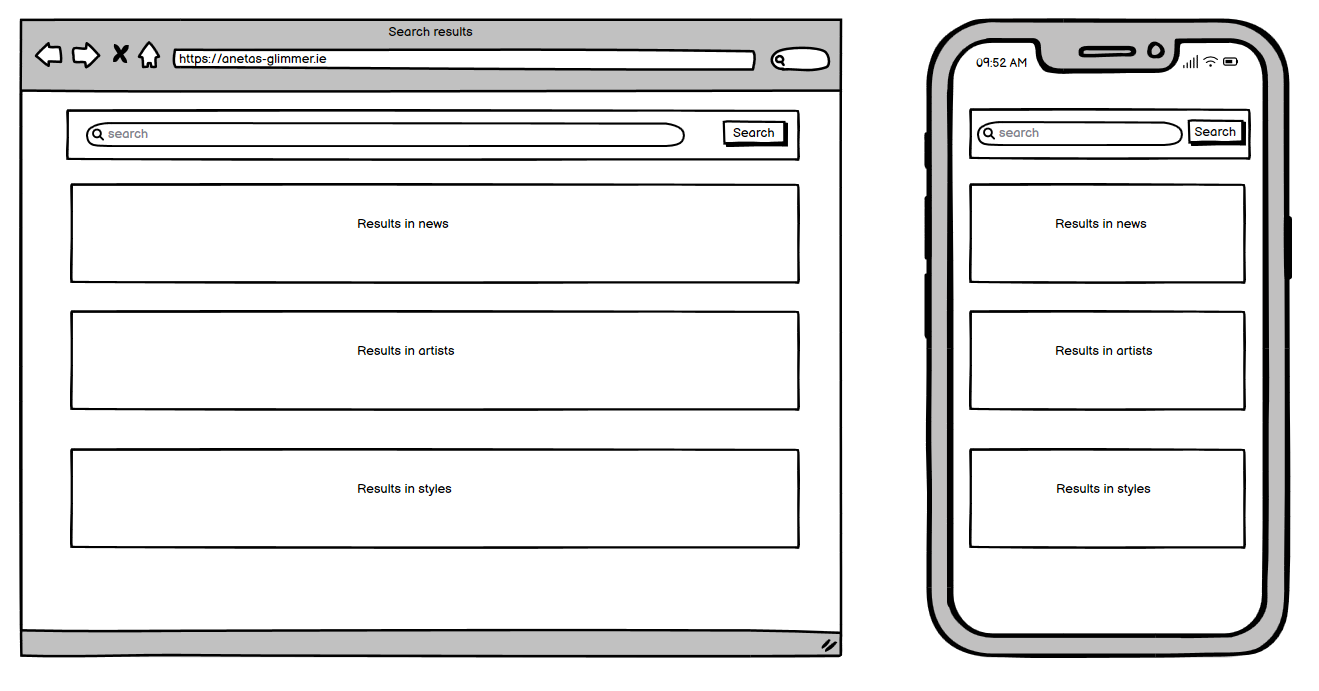 Search results
https://anetas-glimmer.ie
search
Search
Results in news
Results in artists
Results in styles
09:52 AM
search
Search
Results in news
Results in artists
Results in styles